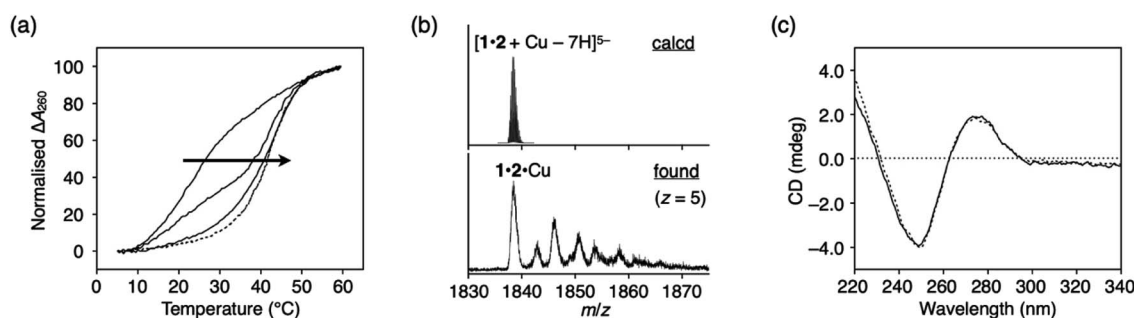 (a)
Normalised ΔA260
100
80
60
40
20
0
0 10 20 30 40 50 60
Temperature (°C)
(b)
[1•2 + Cu – 7H]5–
calcd
1•2•Cu
found
(z = 5)
1830 1840 1850 1860 1870
m/z
(c)
CD (mdeg)
4.0
2.0
0.0
–2.0
–4.0
220 240 260 280 300 320 340
Wavelength (nm)